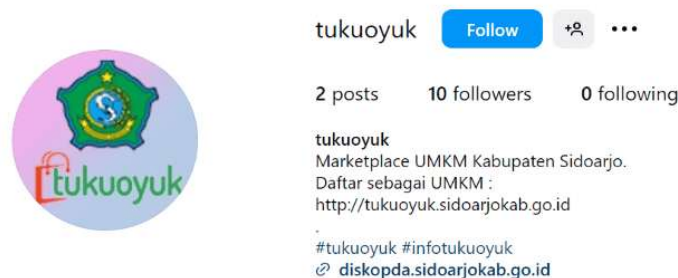 tukuoyuk Follow
2 posts 10 followers 0 following
tukuoyuk
Marketplace UMKM Kabupaten Sidoarjo.
Daftar sebagai UMKM :
http://tukuoyuk.sidoarjokab.go.id
.
#tukuoyuk #infotukuoyuk
diskopda.sidoarjokab.go.id
tukuoyuk